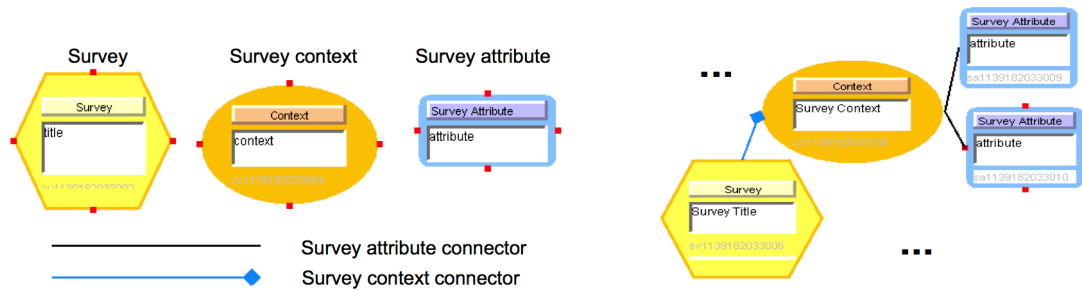 Survey
Survey context
Survey attribute
Survey
title
Context
context
Survey Attribute
attribute
Survey attribute connector
Survey context connector
...
Survey Attribute
attribute
sa1139182033009
Context
Survey Context
Survey Attribute
attribute
sa1139182033010
Survey
Survey Title
sv1139182033006
...